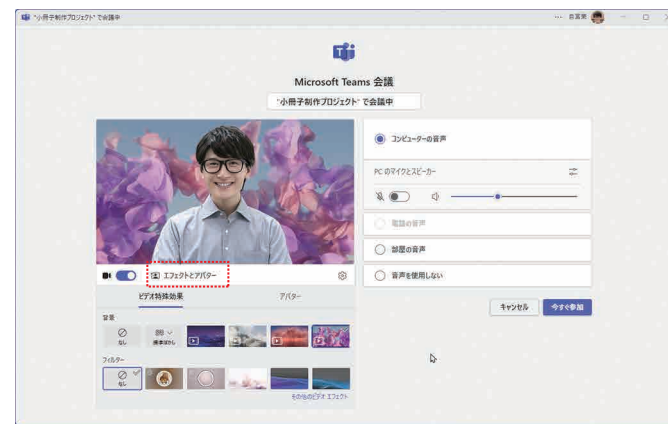 "小冊子制作プロジェクト" で会議中
Microsoft Teams 会議
"小冊子制作プロジェクト" で会議中
コンピューターの音声
PC のマイクとスピーカー
電話の音声
部屋の音声
音声を使用しない
エフェクトとアバター
ビデオ特殊効果
アバター
キャンセル
今すぐ参加
背景
なし
標準ぼかし
フィルター
なし
その他のビデオ エフェクト